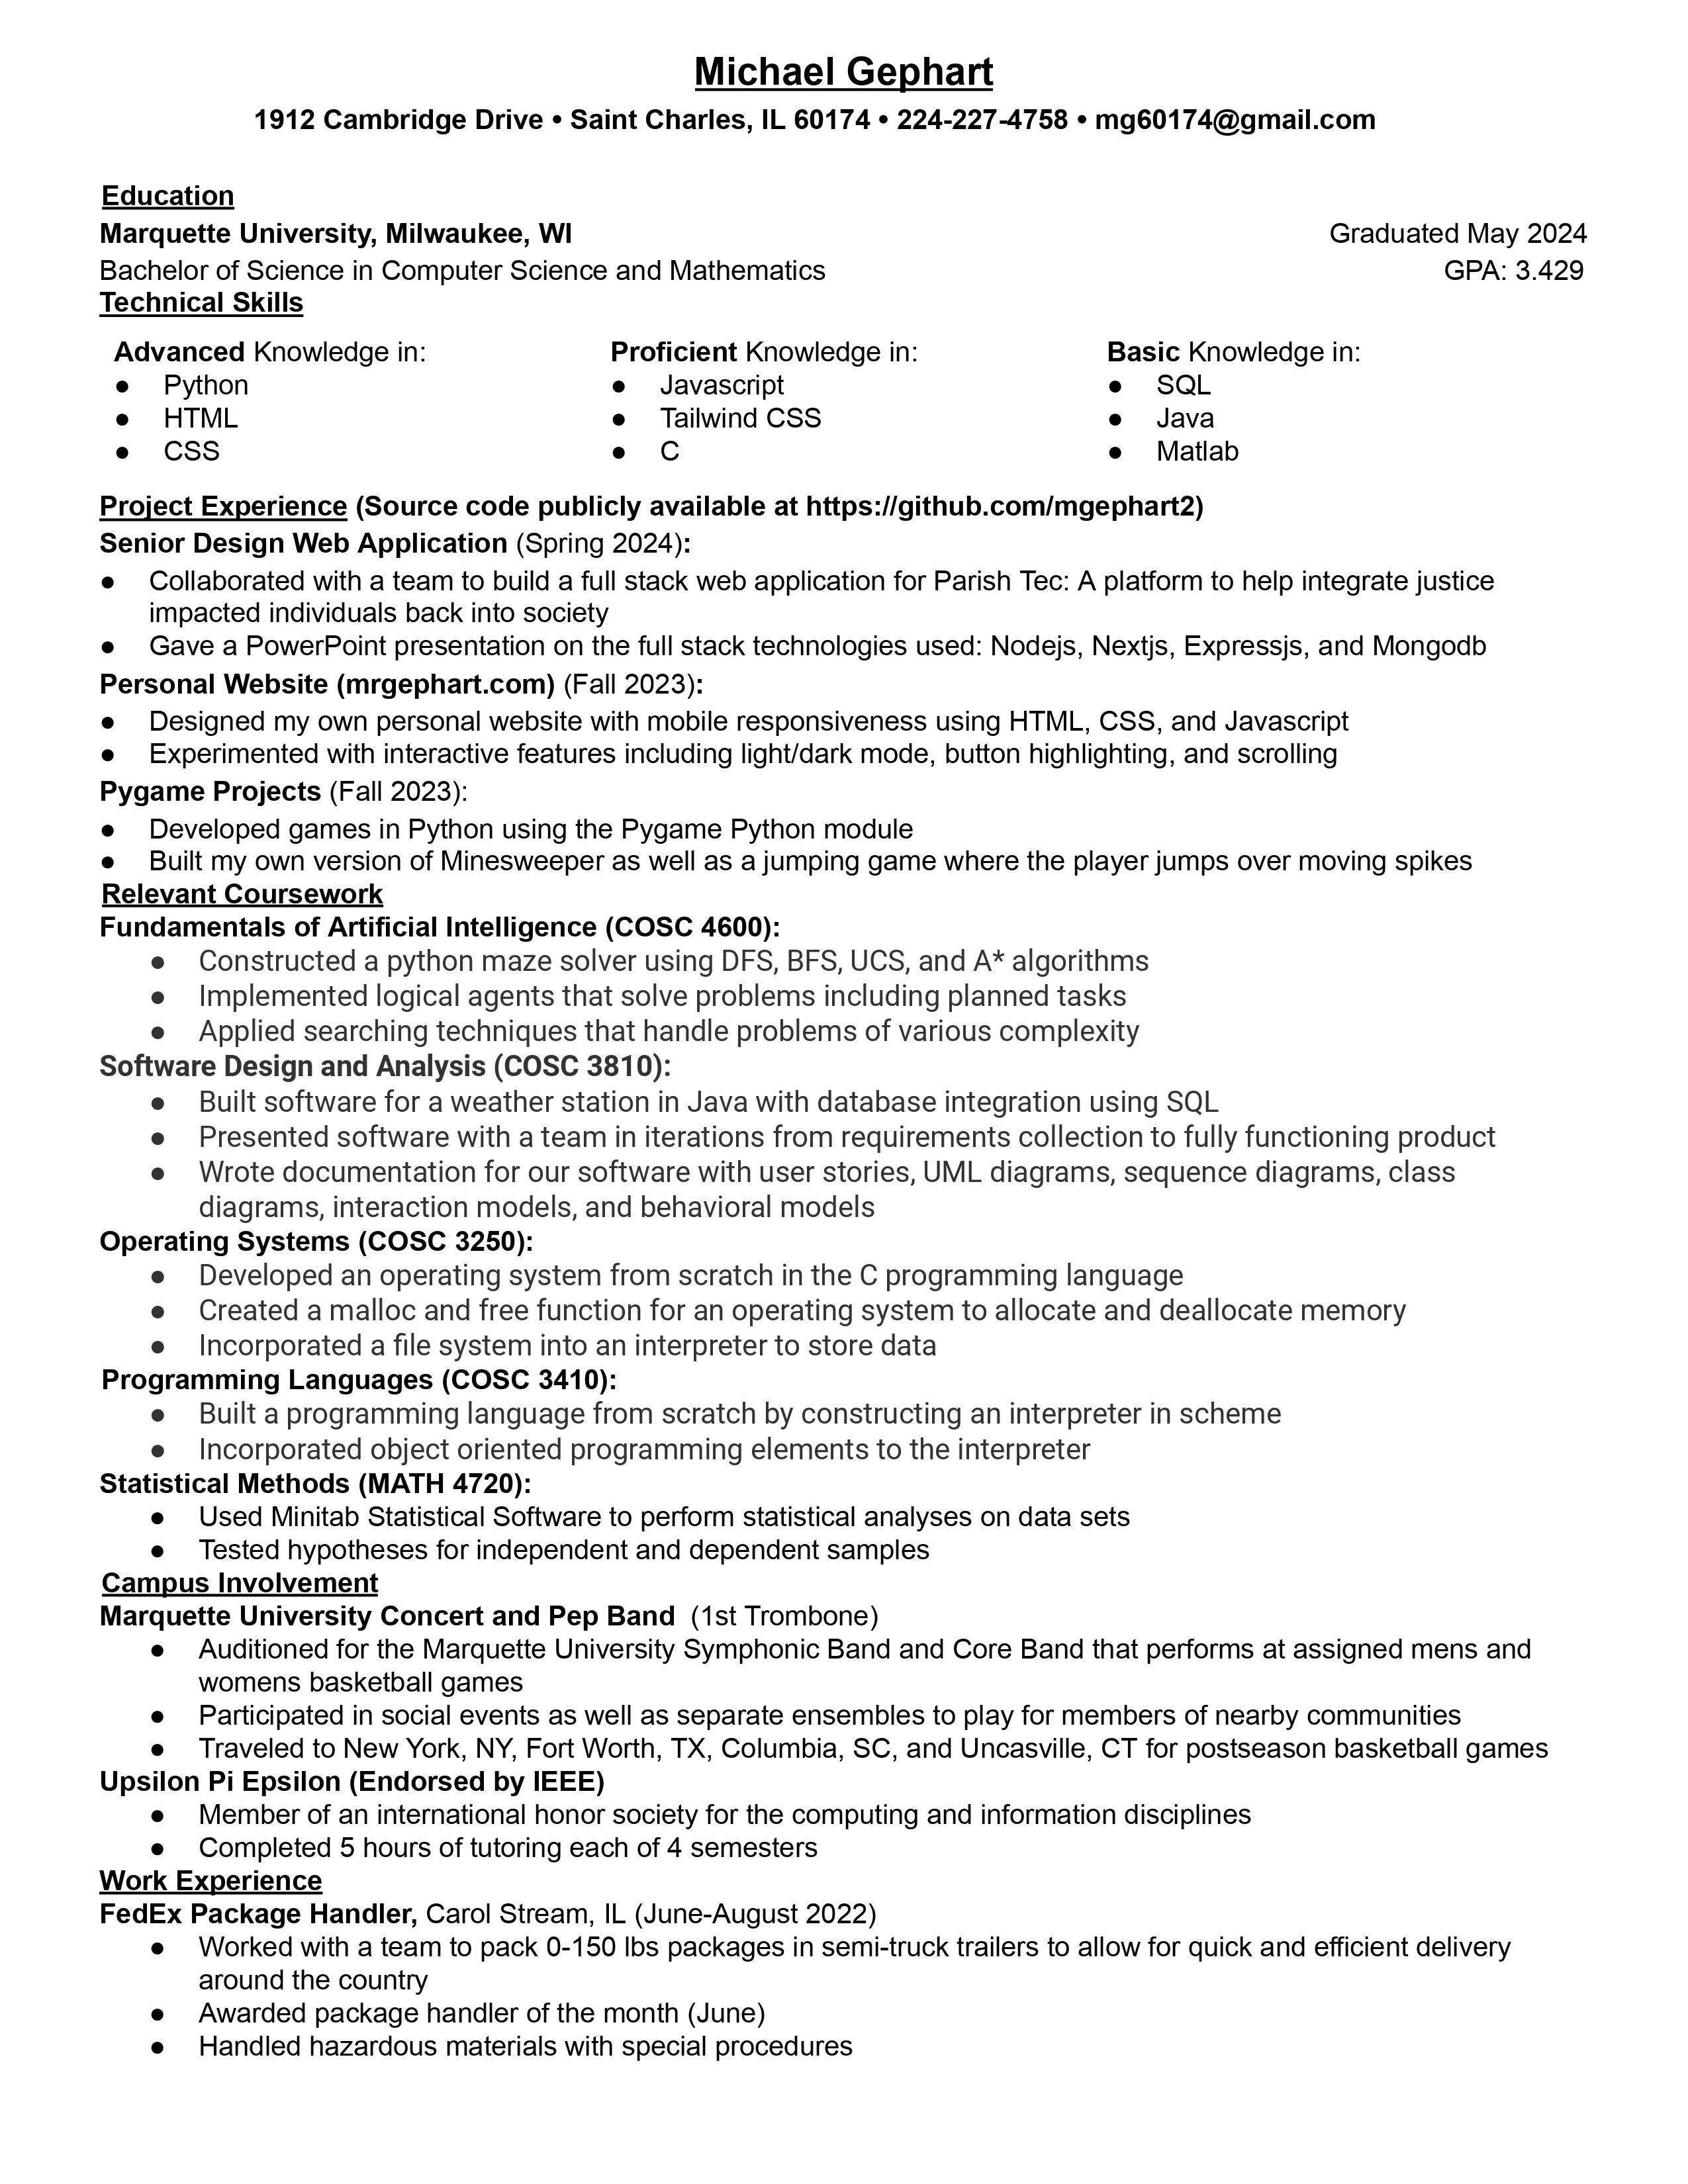 Michael Gephart
1912 Cambridge Drive • Saint Charles, IL 60174 • 224-227-4758 • mg60174@gmail.com
Education
Marquette University, Milwaukee, WI Graduated May 2024
Bachelor of Science in Computer Science and Mathematics GPA: 3.429
Technical Skills
Advanced Knowledge in: Proficient Knowledge in: Basic Knowledge in:
● Python ● Javascript ● SQL
● HTML ● Tailwind CSS ● Java
● CSS ● C ● Matlab
Project Experience (Source code publicly available at https://github.com/mgephart2)
Senior Design Web Application (Spring 2024):
● Collaborated with a team to build a full stack web application for Parish Tec: A platform to help integrate justice
impacted individuals back into society
● Gave a PowerPoint presentation on the full stack technologies used: Nodejs, Nextjs, Expressjs, and Mongodb
Personal Website (mrgephart.com) (Fall 2023):
● Designed my own personal website with mobile responsiveness using HTML, CSS, and Javascript
● Experimented with interactive features including light/dark mode, button highlighting, and scrolling
Pygame Projects (Fall 2023):
● Developed games in Python using the Pygame Python module
● Built my own version of Minesweeper as well as a jumping game where the player jumps over moving spikes
Relevant Coursework
Fundamentals of Artificial Intelligence (COSC 4600):
● Constructed a python maze solver using DFS, BFS, UCS, and A* algorithms
● Implemented logical agents that solve problems including planned tasks
● Applied searching techniques that handle problems of various complexity
Software Design and Analysis (COSC 3810):
● Built software for a weather station in Java with database integration using SQL
● Presented software with a team in iterations from requirements collection to fully functioning product
● Wrote documentation for our software with user stories, UML diagrams, sequence diagrams, class
diagrams, interaction models, and behavioral models
Operating Systems (COSC 3250):
● Developed an operating system from scratch in the C programming language
● Created a malloc and free function for an operating system to allocate and deallocate memory
● Incorporated a file system into an interpreter to store data
Programming Languages (COSC 3410):
● Built a programming language from scratch by constructing an interpreter in scheme
● Incorporated object oriented programming elements to the interpreter
Statistical Methods (MATH 4720):
● Used Minitab Statistical Software to perform statistical analyses on data sets
● Tested hypotheses for independent and dependent samples
Campus Involvement
Marquette University Concert and Pep Band (1st Trombone)
● Auditioned for the Marquette University Symphonic Band and Core Band that performs at assigned mens and
womens basketball games
● Participated in social events as well as separate ensembles to play for members of nearby communities
● Traveled to New York, NY, Fort Worth, TX, Columbia, SC, and Uncasville, CT for postseason basketball games
Upsilon Pi Epsilon (Endorsed by IEEE)
● Member of an international honor society for the computing and information disciplines
● Completed 5 hours of tutoring each of 4 semesters
Work Experience
FedEx Package Handler, Carol Stream, IL (June-August 2022)
● Worked with a team to pack 0-150 lbs packages in semi-truck trailers to allow for quick and efficient delivery
around the country
● Awarded package handler of the month (June)
● Handled hazardous materials with special procedures